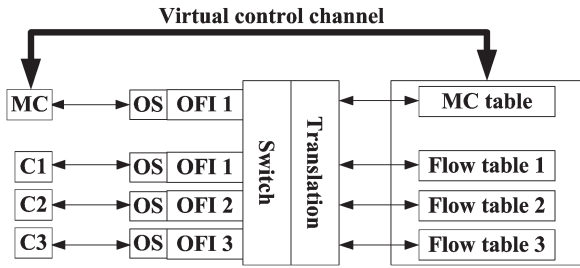 Virtual control channel
MC OS OFI 1 MC table
C1 OS OFI 1 Flow table 1
C2 OS OFI 2 Flow table 2
C3 OS OFI 3 Flow table 3
Switch
Translation